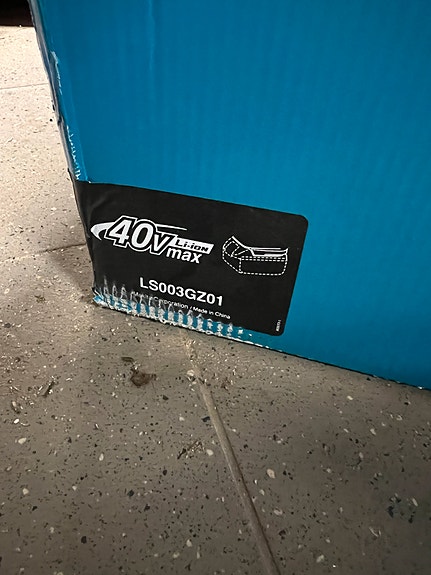 40V Li-ion
max
LS003GZ01
Corporation / Made in China